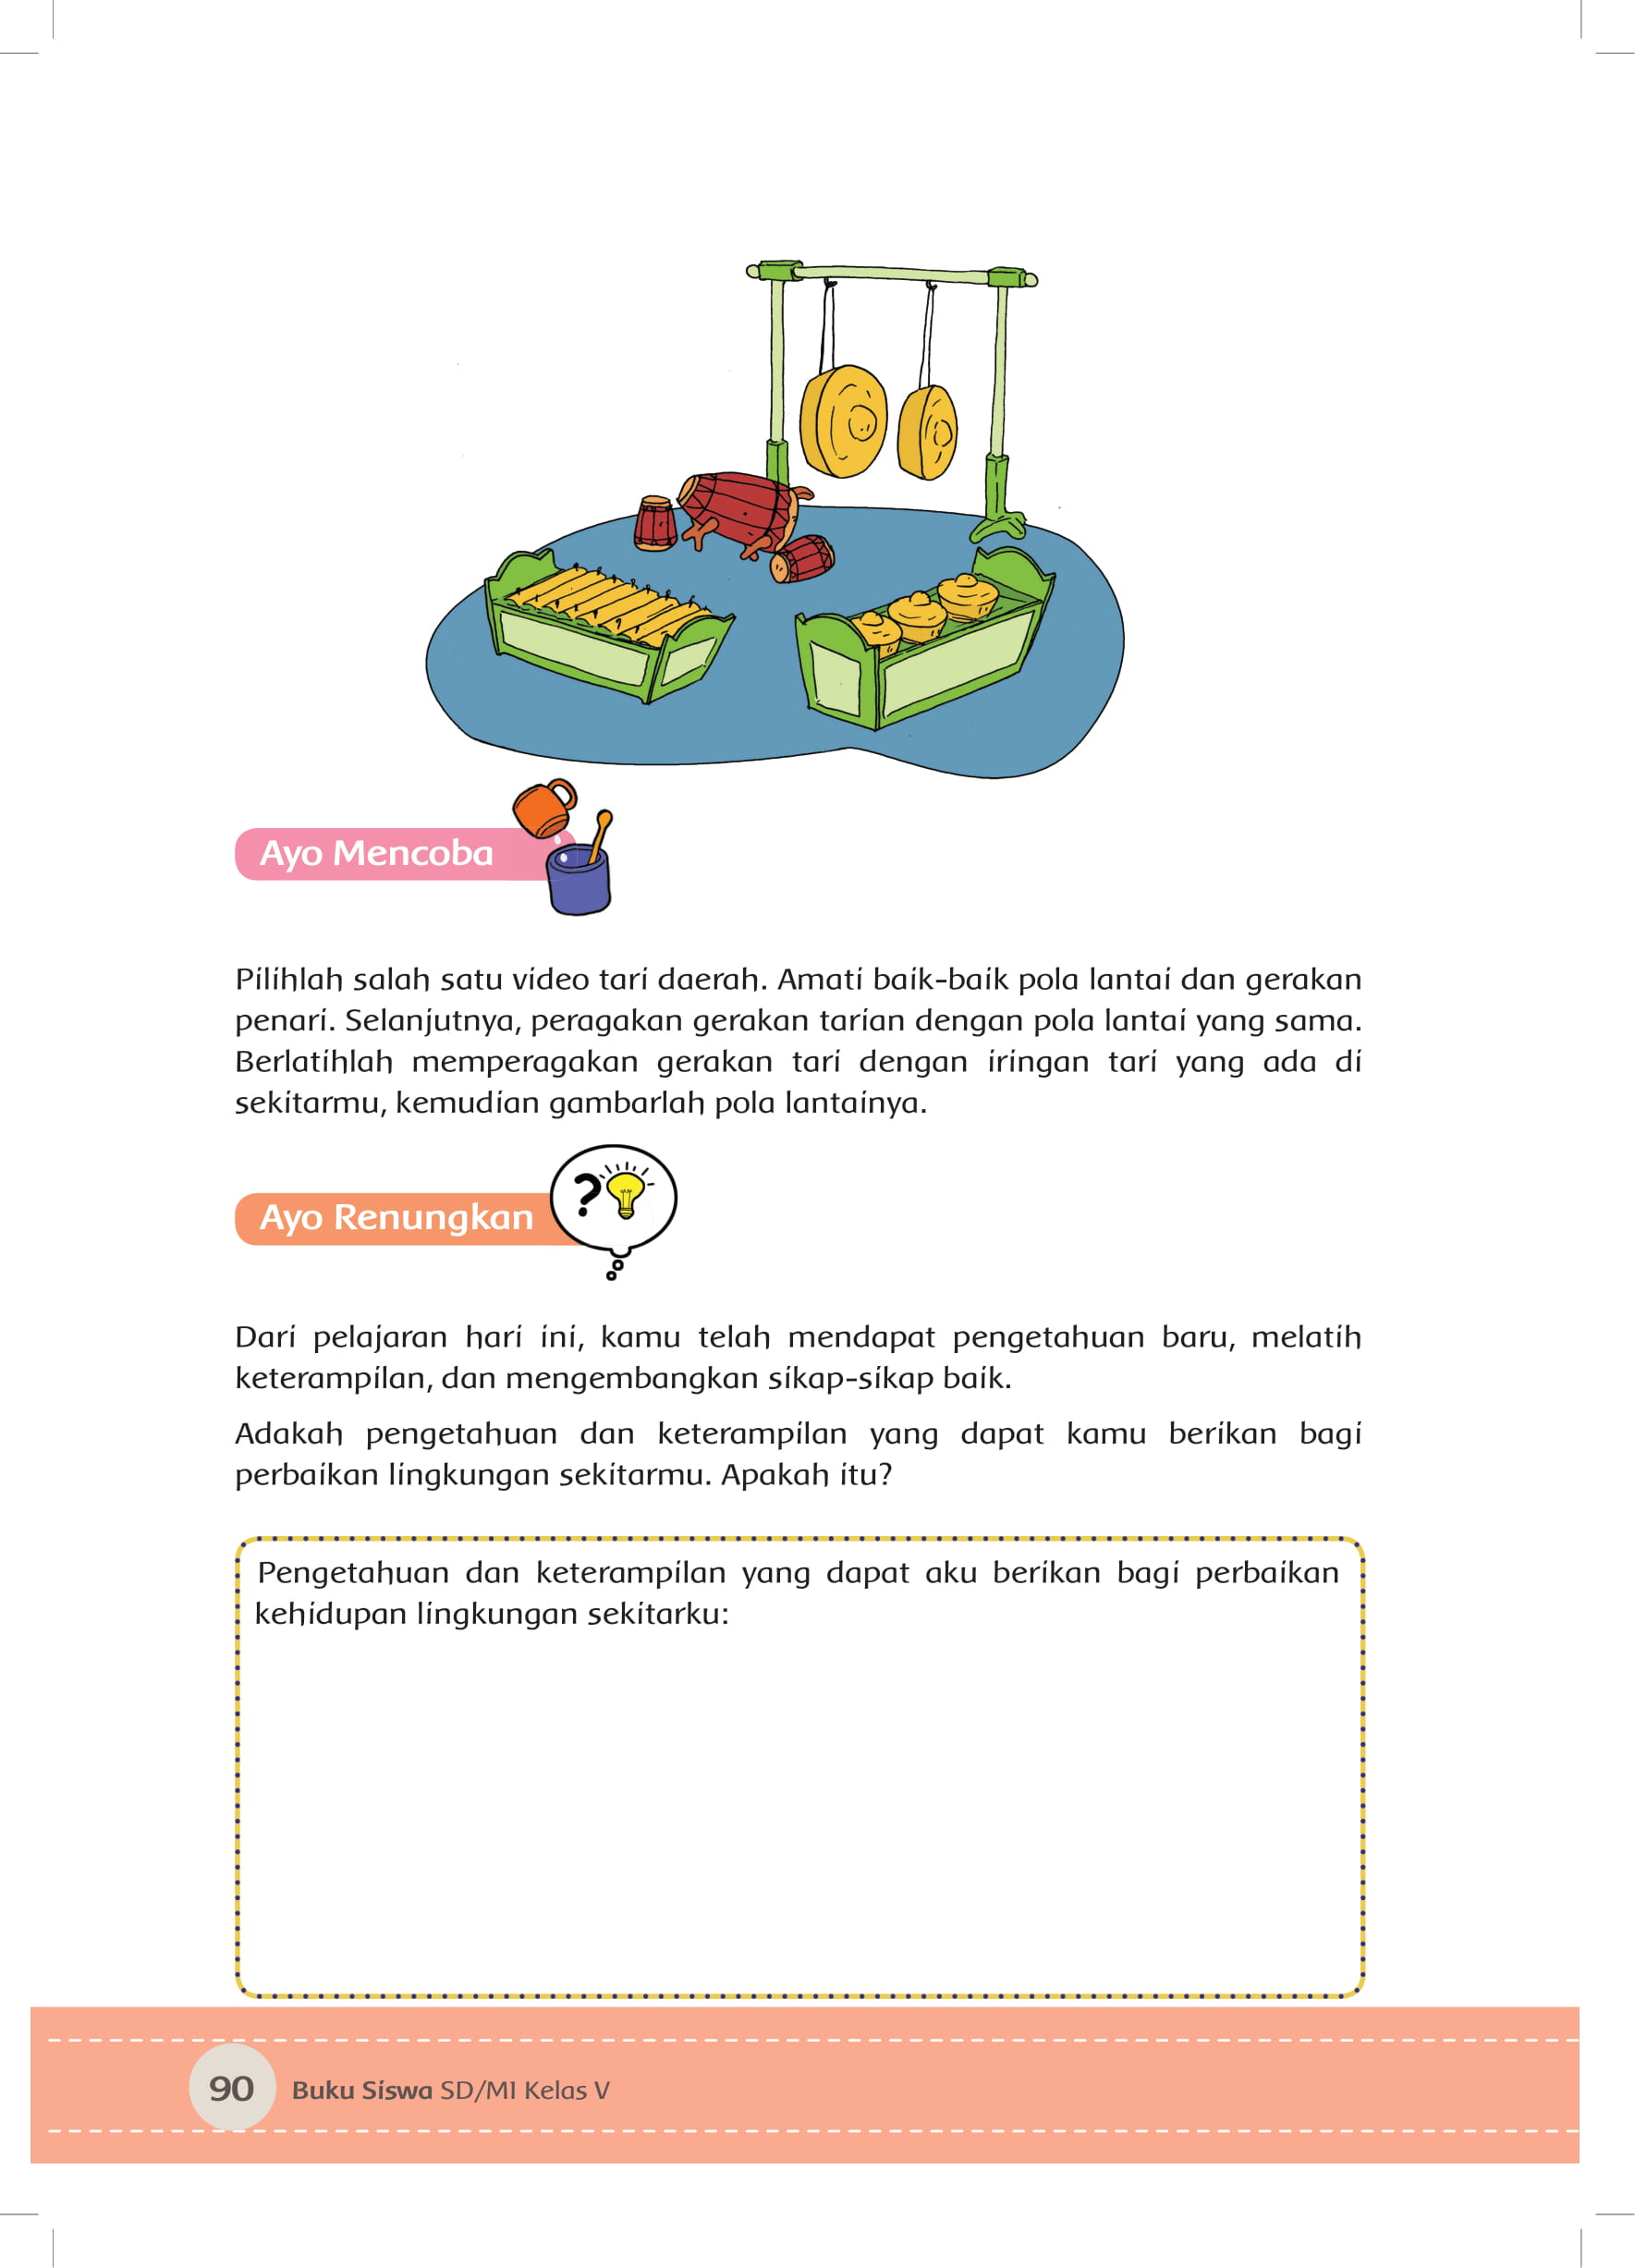 Ayo Mencoba
Pilihlah salah satu video tari daerah. Amati baik-baik pola lantai dan gerakan
penari. Selanjutnya, peragakan gerakan tarian dengan pola lantai yang sama.
Berlatihlah memperagakan gerakan tari dengan iringan tari yang ada di
sekitarmu, kemudian gambarlah pola lantainya.
?
Ayo Renungkan
Dari pelajaran hari ini, kamu telah mendapat pengetahuan baru, melatih
keterampilan, dan mengembangkan sikap-sikap baik.
Adakah pengetahuan dan keterampilan yang dapat kamu berikan bagi
perbaikan lingkungan sekitarmu. Apakah itu?
Pengetahuan dan keterampilan yang dapat aku berikan bagi perbaikan
kehidupan lingkungan sekitarku:
90 Buku Siswa SD/MI Kelas V